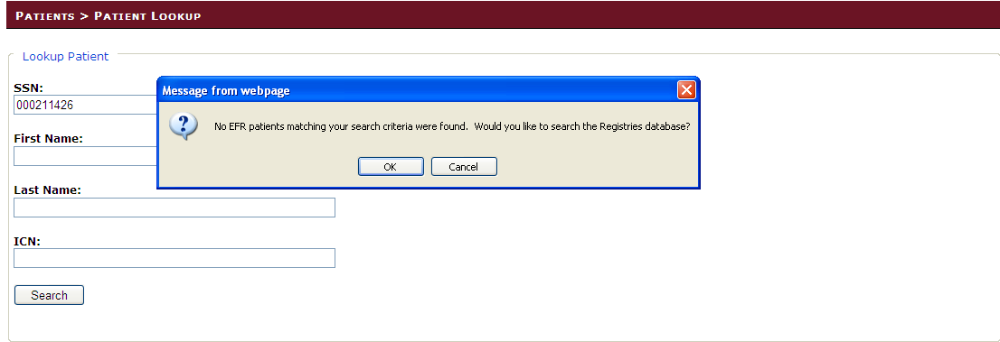 PATIENTS > PATIENT LOOKUP
Lookup Patient
SSN:
000211426
Message from webpage
No EFR patients matching your search criteria were found. Would you like to search the Registries database?
OK Cancel
First Name:
Last Name:
ICN:
Search